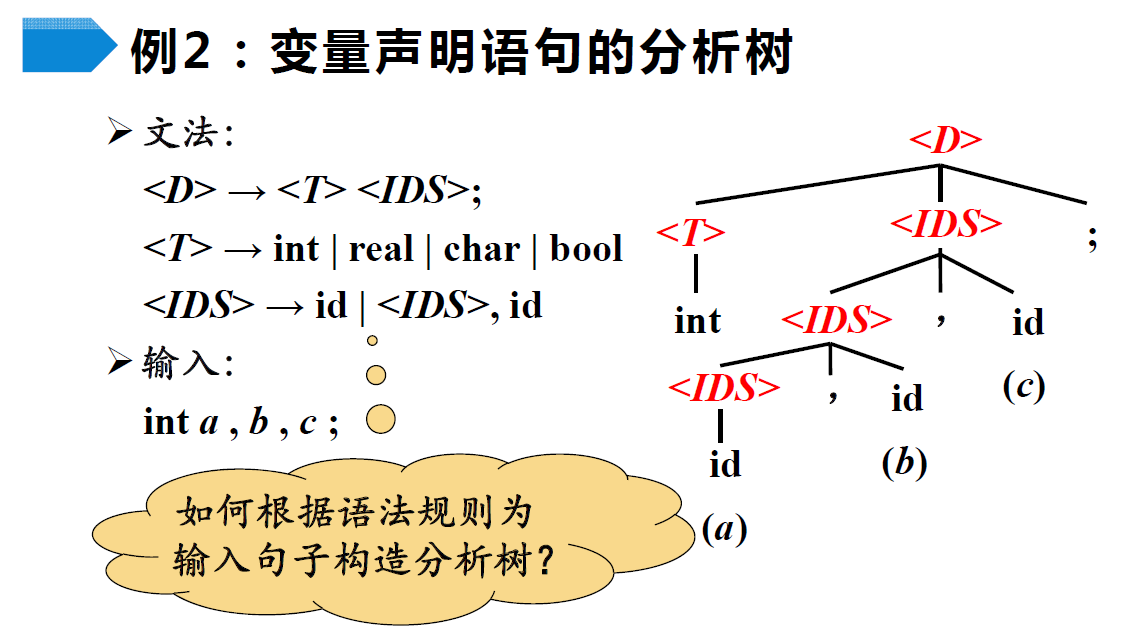 例2：变量声明语句的分析树
➢ 文法：
<D> → <T> <IDS>;
<T> → int | real | char | bool
<IDS> → id | <IDS>, id
➢ 输入：
int a , b , c ;
如何根据语法规则为
输入句子构造分析树？
<D>
<T> <IDS> ;
int <IDS> , id
<IDS> , id (c)
id (b)
(a)